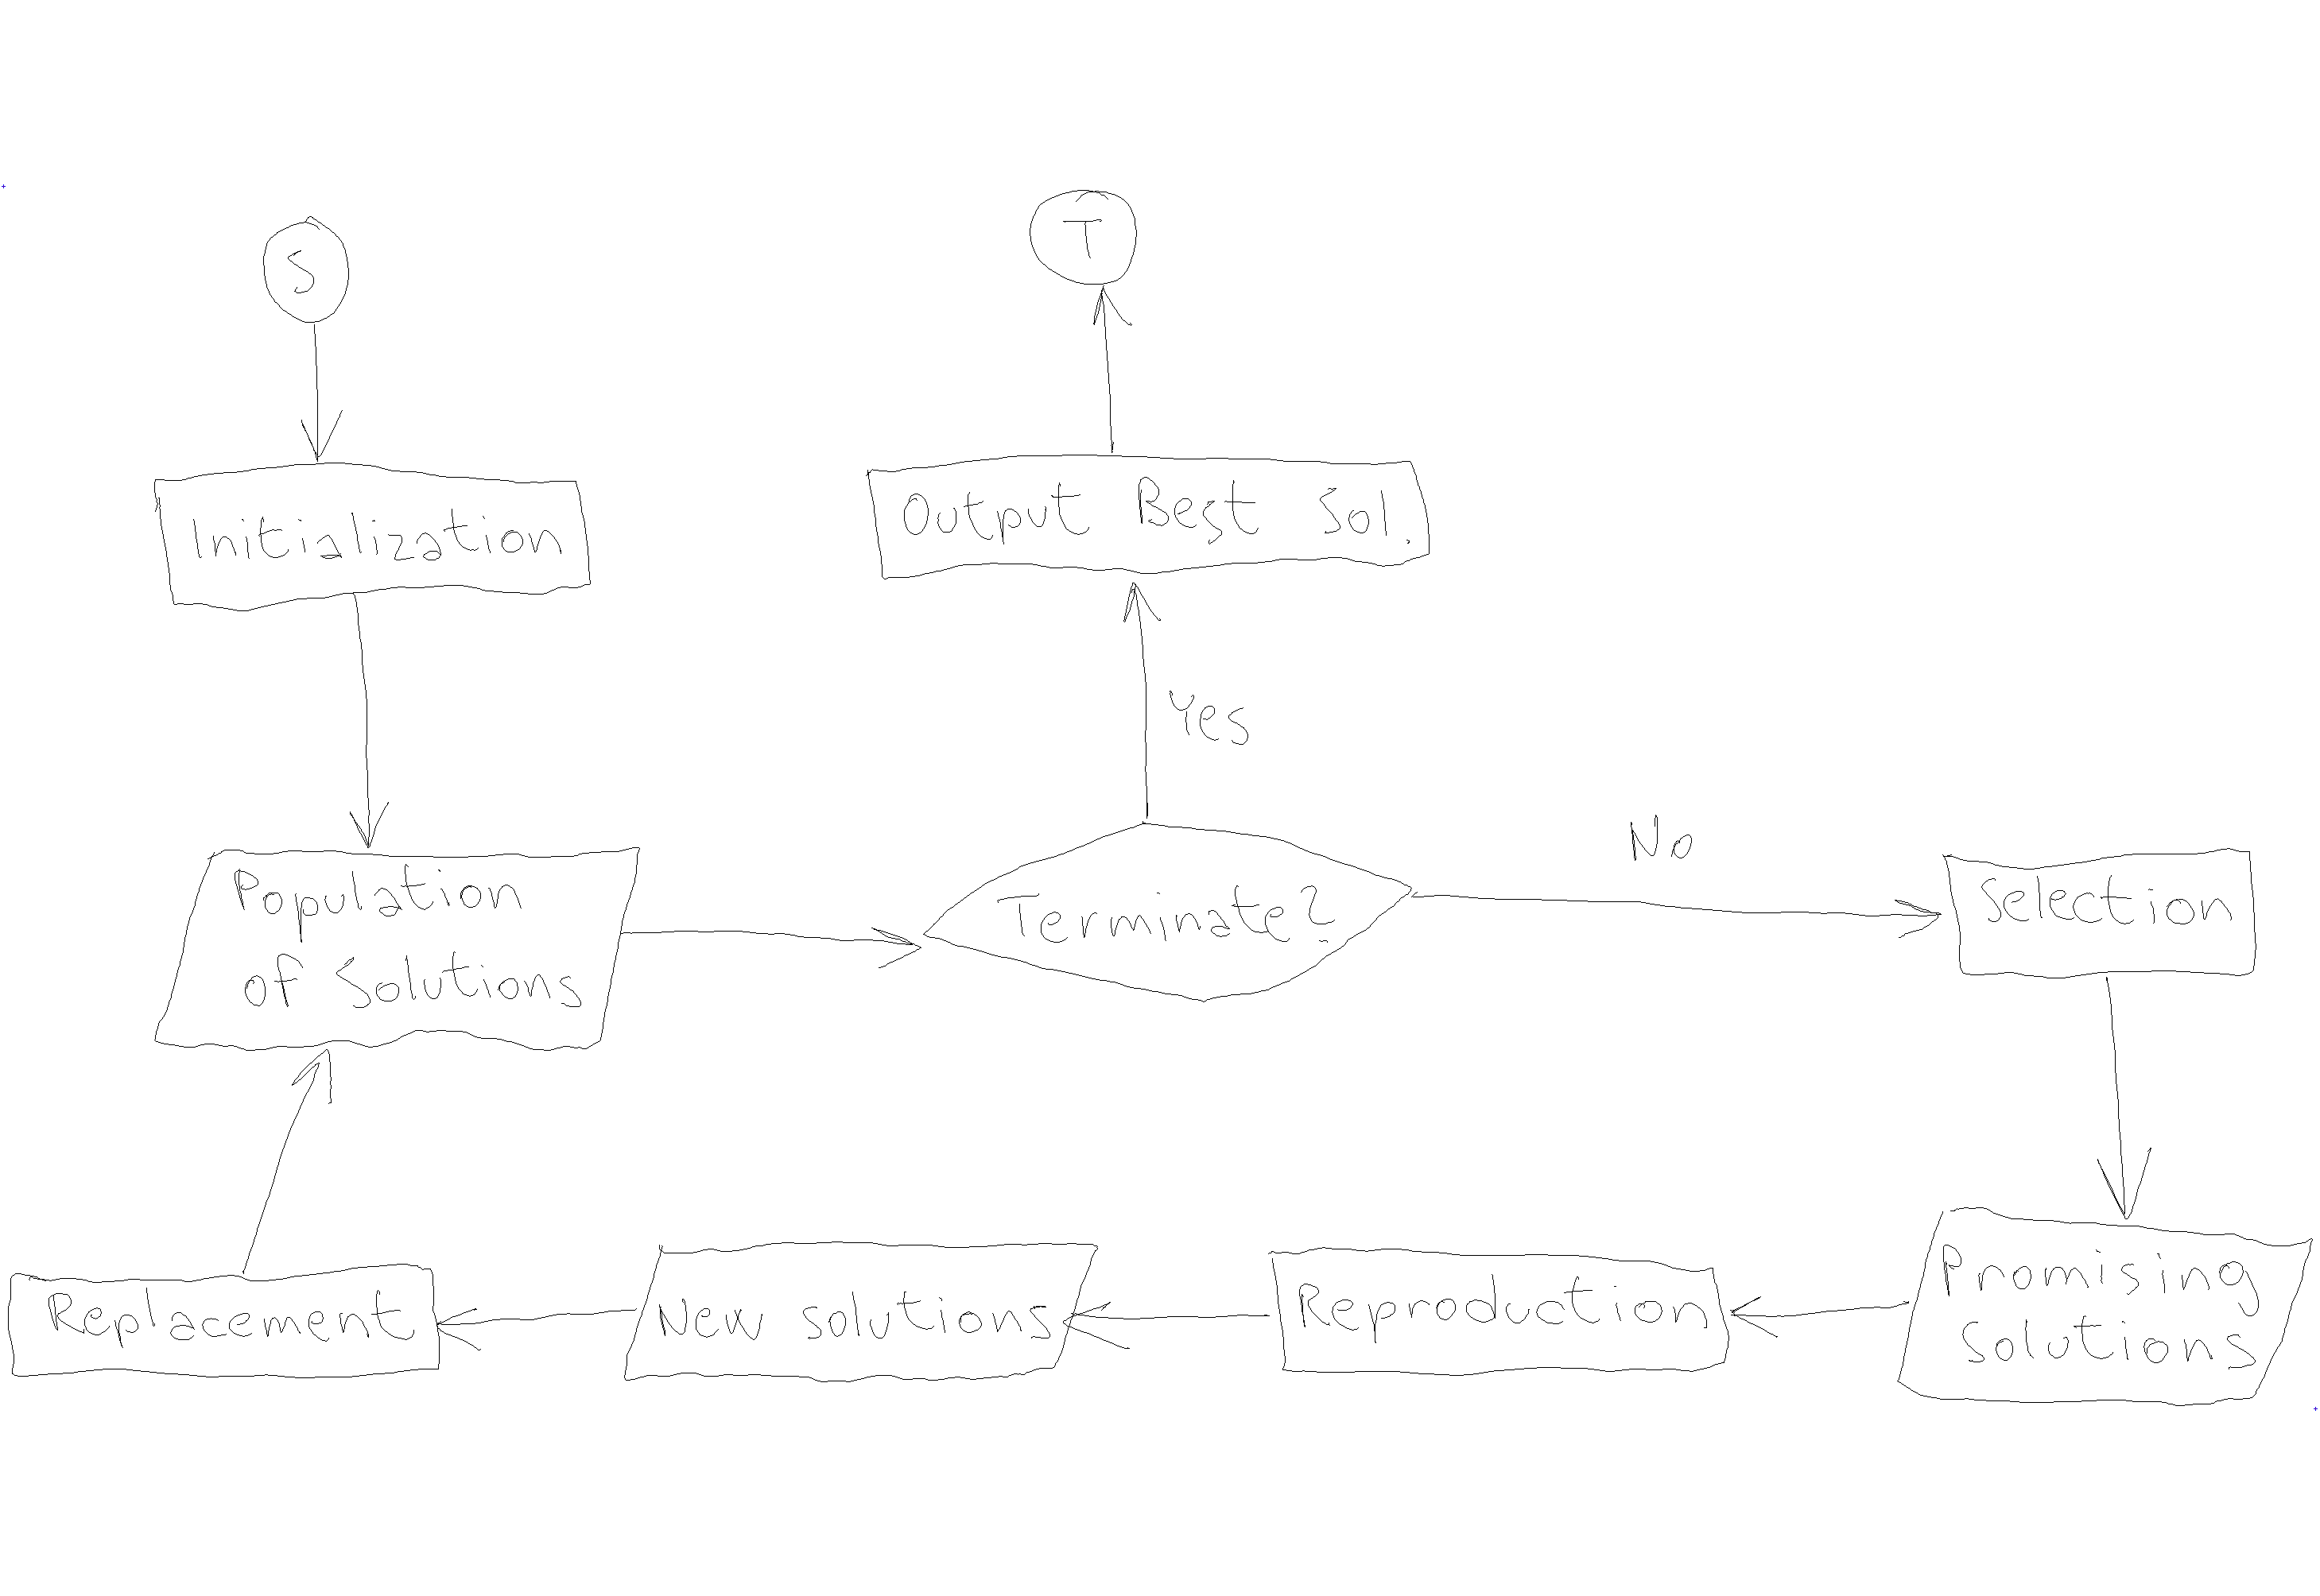 S
T
Initialization
Output Best Sol.
Yes
No
Population
of Solutions
Terminate?
Selection
Promising
Solutions
Reproduction
New solutions
Replacement